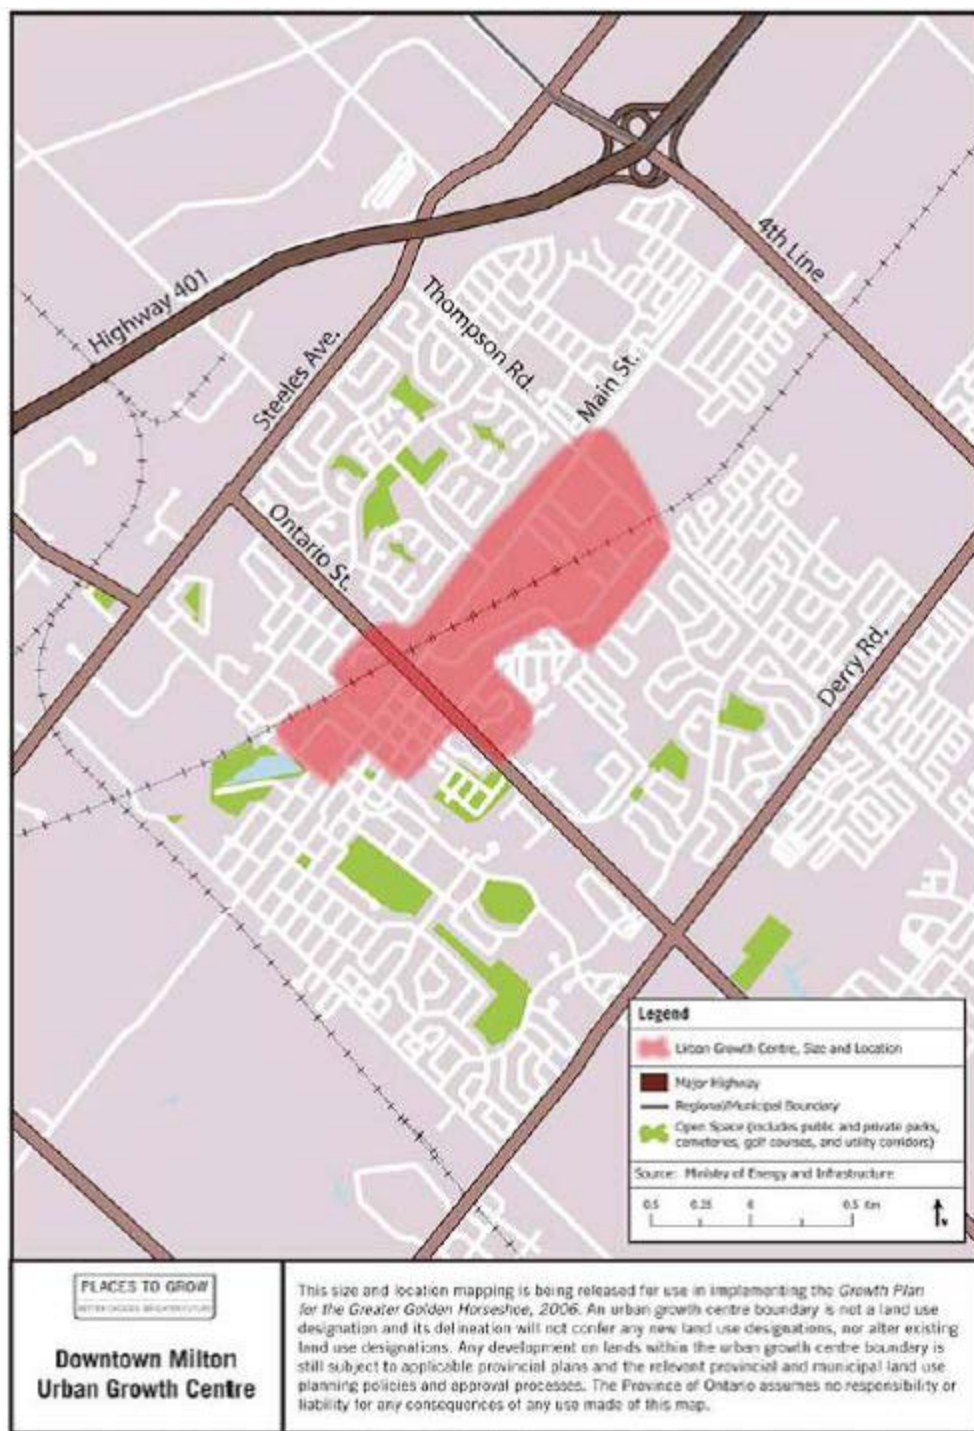 Highway 401
Steeles Ave.
Thompson Rd.
Main St.
4th Line
Ontario St.
Derry Rd.
Legend
Urban Growth Centre, Size and Location
Major Highway
Regional/Municipal Boundary
Open Space (includes public and private parks,
cemeteries, golf courses, and utility corridors)
Source: Ministry of Energy and Infrastructure
0.5 0.25 0 0.5 Km
N
PLACES TO GROW
BETTER CHOICES. BRIGHTER FUTURE.
Downtown Milton
Urban Growth Centre
This size and location mapping is being released for use in implementing the Growth Plan
for the Greater Golden Horseshoe, 2006. An urban growth centre boundary is not a land use
designation and its delineation will not confer any new land use designations, nor alter existing
land use designations. Any development on lands within the urban growth centre boundary is
still subject to applicable provincial plans and the relevant provincial and municipal land use
planning policies and approval processes. The Province of Ontario assumes no responsibility or
liability for any consequences of any use made of this map.